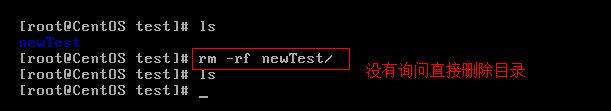 [root@CentOS test]# ls
newTest
[root@CentOS test]# rm -rf newTest/
[root@CentOS test]# ls
没有询问直接删除目录
[root@CentOS test]# _